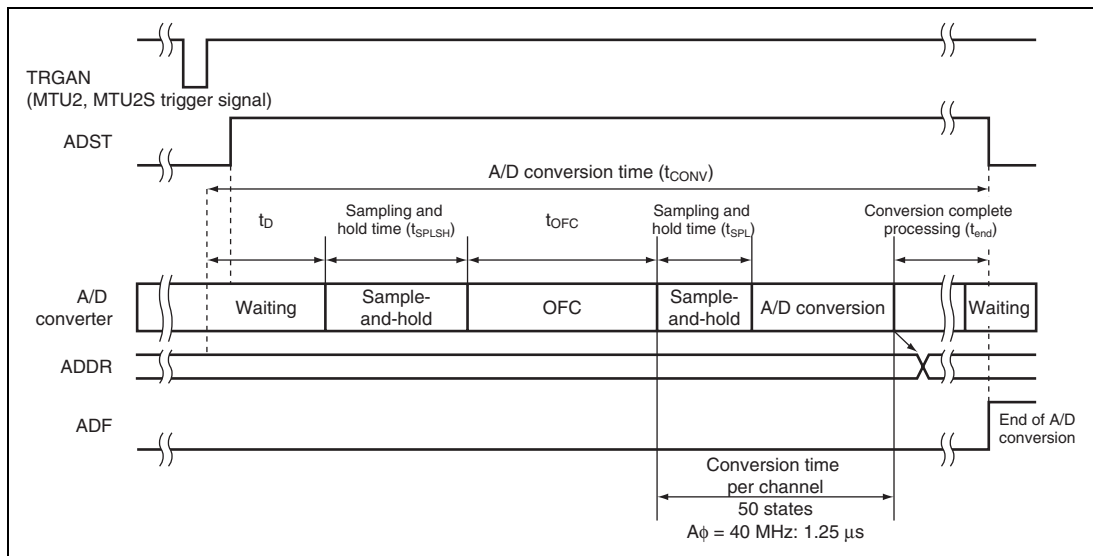 TRGAN
(MTU2, MTU2S trigger signal)
ADST
A/D conversion time (tCONV)
tD
Sampling and
hold time (tSPLSH)
tOFC
Sampling and
hold time (tSPL)
Conversion complete
processing (tend)
A/D
converter
Waiting
Sample-
and-hold
OFC
Sample-
and-hold
A/D conversion
Waiting
ADDR
ADF
End of A/D
conversion
Conversion time
per channel
50 states
Aϕ = 40 MHz: 1.25 μs